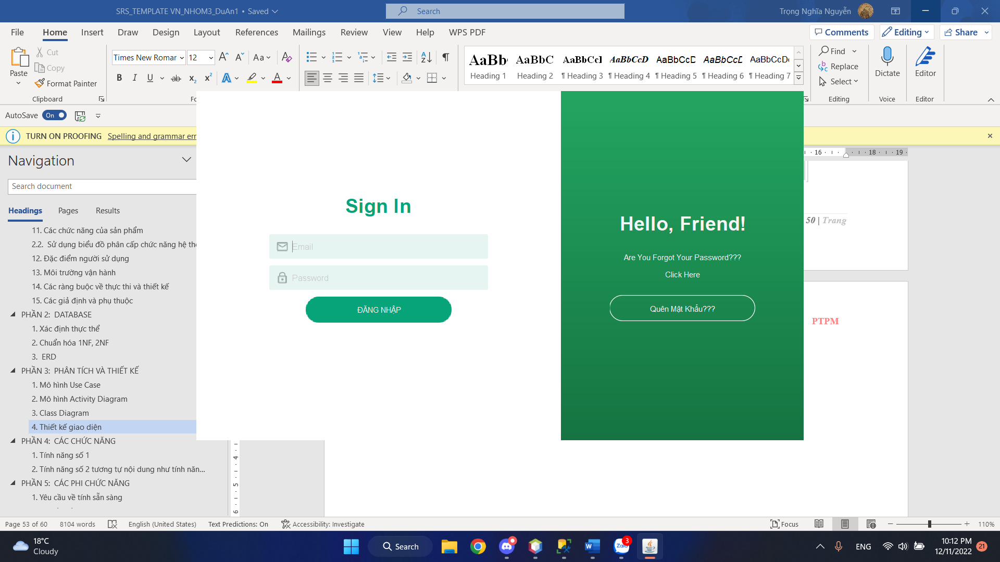 SRS_TEMPLATE VN_NHOM3_DuAn1 • Saved
Search
Trọng Nghĩa Nguyễn
File Home Insert Draw Design Layout References Mailings Review View Help WPS PDF
Comments Editing Share
Paste
Cut
Copy
Format Painter
Clipboard
Times New Romar 12
AaBb AaBbC AaBbCcI AaBbCcD AaBbCcD AaBbCcD AaBbCcD
Heading 1 Heading 2 ¶ Heading 3 ¶ Heading 4 ¶ Heading 5 ¶ Heading 6 ¶ Heading 7
Find
Replace
Select
Editing
Dictate
Voice
Editor
Editor
AutoSave On
TURN ON PROOFING Spelling and grammar err
Navigation
Search document
Headings Pages Results
11. Các chức năng của sản phẩm
2.2. Sử dụng biểu đồ phân cấp chức năng hệ thố
12. Đặc điểm người sử dụng
13. Môi trường vận hành
14. Các ràng buộc về thực thi và thiết kế
15. Các giả định và phụ thuộc
PHẦN 2: DATABASE
1. Xác định thực thể
2. Chuẩn hóa 1NF, 2NF
3. ERD
PHẦN 3: PHÂN TÍCH VÀ THIẾT KẾ
1. Mô hình Use Case
2. Mô hình Activity Diagram
3. Class Diagram
4. Thiết kế giao diện
PHẦN 4: CÁC CHỨC NĂNG
1. Tính năng số 1
2. Tính năng số 2 tương tự nội dung như tính năn...
PHẦN 5: CÁC PHI CHỨC NĂNG
1. Yêu cầu về tính sẵn sàng
Sign In
Email
Password
ĐĂNG NHẬP
Hello, Friend!
Are You Forgot Your Password???
Click Here
Quên Mật Khẩu???
16 18 19
50 | Trang
PTPM
4 5 6
Page 53 of 60 8104 words English (United States) Text Predictions: On Accessibility: Investigate
Focus 110%
18°C
Cloudy
Search
Zalo 3
ENG
10:12 PM
12/11/2022
21